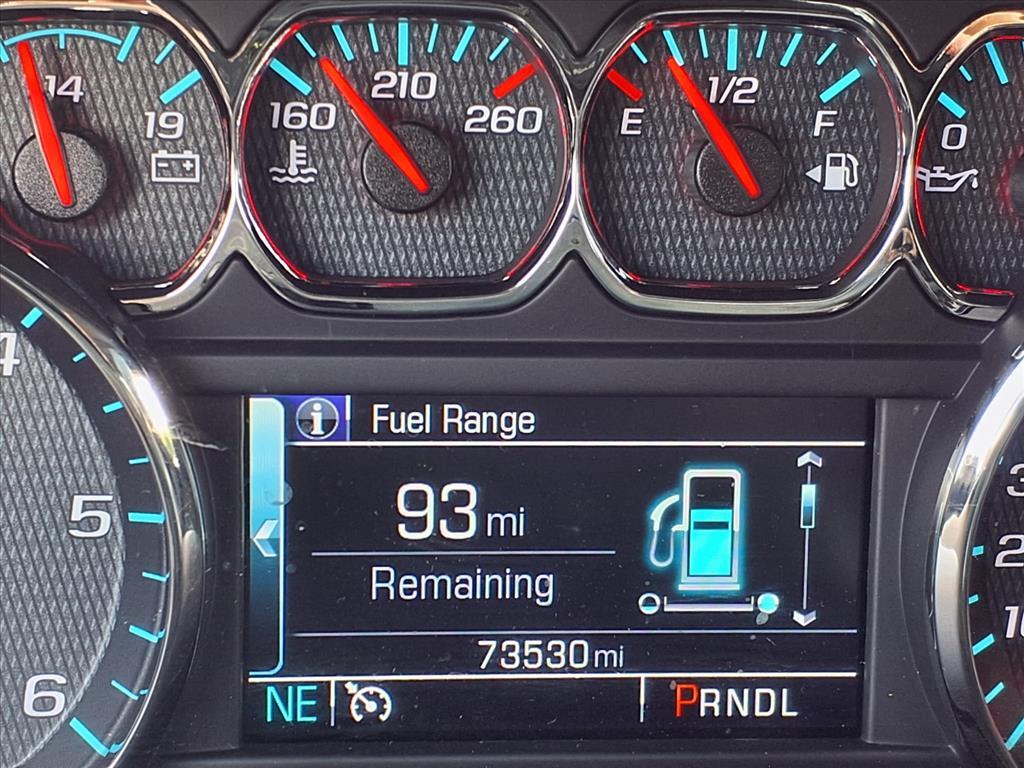 14
19
160
210
260
E
1/2
F
0
4
5
6
i Fuel Range
93 mi
Remaining
73530 mi
NE
PRNDL